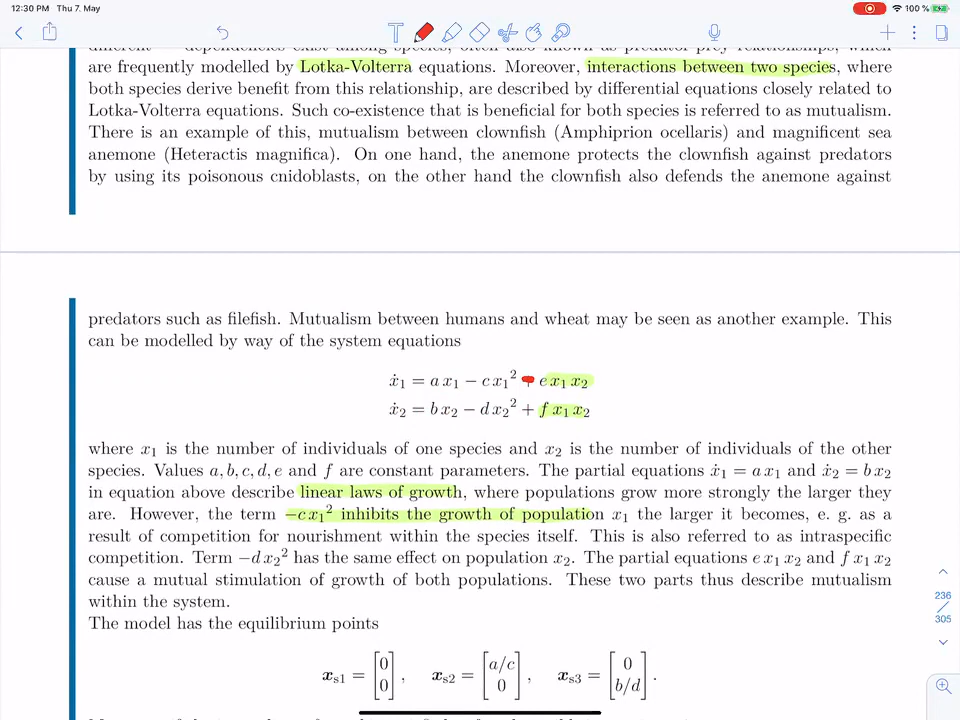 12:30 PM Thu 7. May
100 %
T
different dependencies exist among species, often also known as predator prey relationships, which
are frequently modelled by Lotka-Volterra equations. Moreover, interactions between two species, where
both species derive benefit from this relationship, are described by differential equations closely related to
Lotka-Volterra equations. Such co-existence that is beneficial for both species is referred to as mutualism.
There is an example of this, mutualism between clownfish (Amphiprion ocellaris) and magnificent sea
anemone (Heteractis magnifica). On one hand, the anemone protects the clownfish against predators
by using its poisonous cnidoblasts, on the other hand the clownfish also defends the anemone against
predators such as filefish. Mutualism between humans and wheat may be seen as another example. This
can be modelled by way of the system equations
ẋ₁ = a x₁ − c x₁² + e x₁ x₂
ẋ₂ = b x₂ − d x₂² + f x₁ x₂
where x₁ is the number of individuals of one species and x₂ is the number of individuals of the other
species. Values a, b, c, d, e and f are constant parameters. The partial equations ẋ₁ = a x₁ and ẋ₂ = b x₂
in equation above describe linear laws of growth, where populations grow more strongly the larger they
are. However, the term −c x₁² inhibits the growth of population x₁ the larger it becomes, e. g. as a
result of competition for nourishment within the species itself. This is also referred to as intraspecific
competition. Term −d x₂² has the same effect on population x₂. The partial equations e x₁ x₂ and f x₁ x₂
cause a mutual stimulation of growth of both populations. These two parts thus describe mutualism
within the system.
The model has the equilibrium points
xs1 = [0 0], xs2 = [a/c 0], xs3 = [0 b/d].
236
305